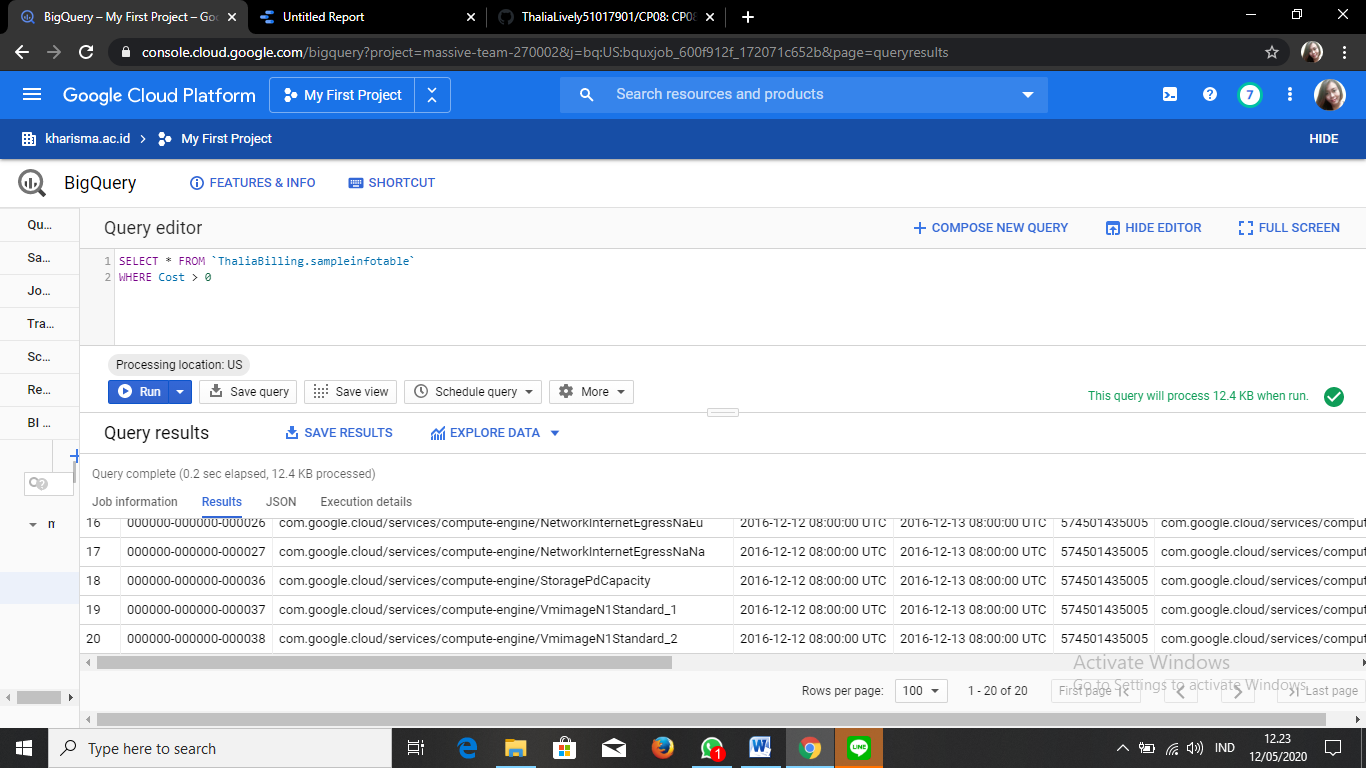 BigQuery – My First Project – Goo
Untitled Report
ThaliaLively51017901/CP08: CP08
console.cloud.google.com/bigquery?project=massive-team-270002&j=bq:US:bquxjob_600f912f_172071c652b&page=queryresults
Google Cloud Platform
My First Project
Search resources and products
7
kharisma.ac.id
My First Project
HIDE
BigQuery
FEATURES & INFO
SHORTCUT
Qu...
Sa...
Jo...
Tra...
Sc...
Re...
BI ...
Query editor
COMPOSE NEW QUERY
HIDE EDITOR
FULL SCREEN
1 SELECT * FROM `ThaliaBilling.sampleinfotable`
2 WHERE Cost > 0
Processing location: US
Run
Save query
Save view
Schedule query
More
This query will process 12.4 KB when run.
Query results
SAVE RESULTS
EXPLORE DATA
Query complete (0.2 sec elapsed, 12.4 KB processed)
Job information
Results
JSON
Execution details
16 000000-000000-000026 com.google.cloud/services/compute-engine/NetworkInternetEgressNaEu 2016-12-12 08:00:00 UTC 2016-12-13 08:00:00 UTC 574501435005 com.google.cloud/services/comput
17 000000-000000-000027 com.google.cloud/services/compute-engine/NetworkInternetEgressNaNa 2016-12-12 08:00:00 UTC 2016-12-13 08:00:00 UTC 574501435005 com.google.cloud/services/comput
18 000000-000000-000036 com.google.cloud/services/compute-engine/StoragePdCapacity 2016-12-12 08:00:00 UTC 2016-12-13 08:00:00 UTC 574501435005 com.google.cloud/services/comput
19 000000-000000-000037 com.google.cloud/services/compute-engine/VmimageN1Standard_1 2016-12-12 08:00:00 UTC 2016-12-13 08:00:00 UTC 574501435005 com.google.cloud/services/comput
20 000000-000000-000038 com.google.cloud/services/compute-engine/VmimageN1Standard_2 2016-12-12 08:00:00 UTC 2016-12-13 08:00:00 UTC 574501435005 com.google.cloud/services/comput
Activate Windows
Go to Settings to activate Windows.
Rows per page:
100
1 - 20 of 20
First page
Last page
Type here to search
1
IND
12.23
12/05/2020